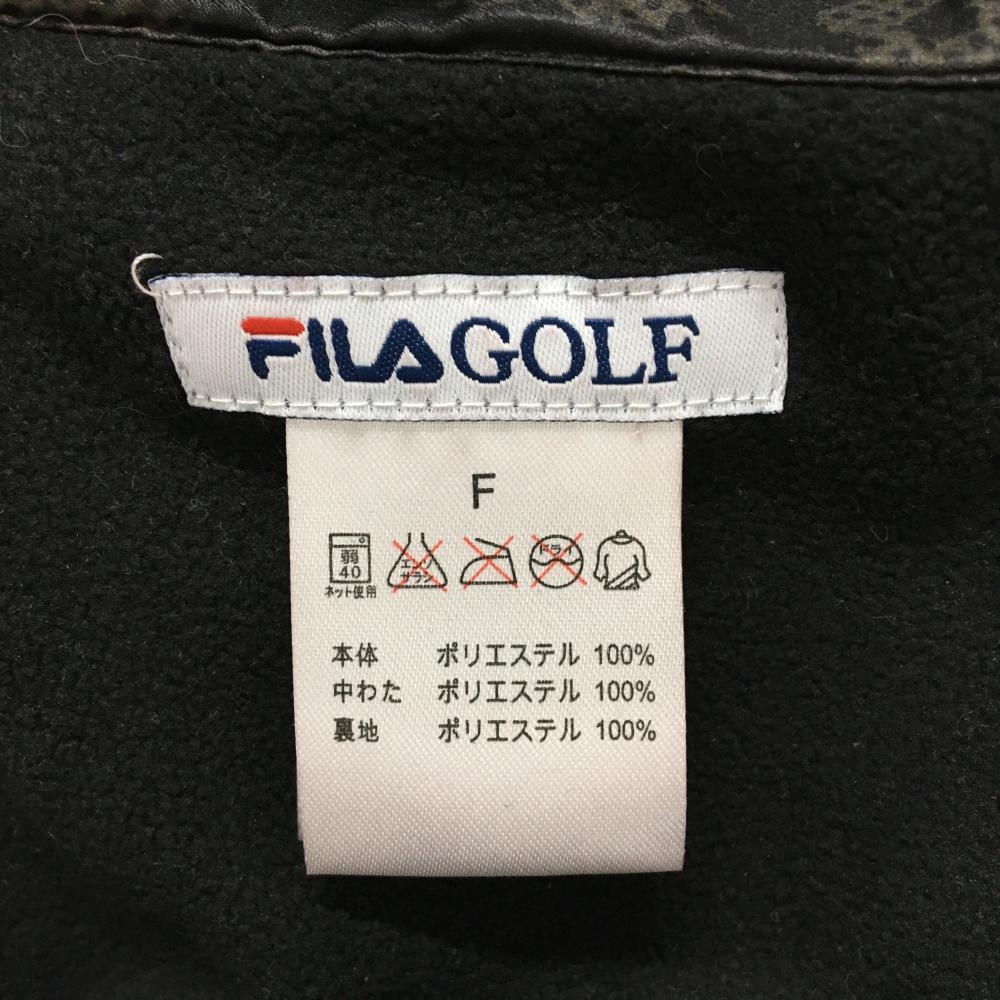 FILA GOLF
F
弱
40
ネット使用
エンソ
サラシ
ドライ
本体 ポリエステル 100%
中わた ポリエステル 100%
裏地 ポリエステル 100%